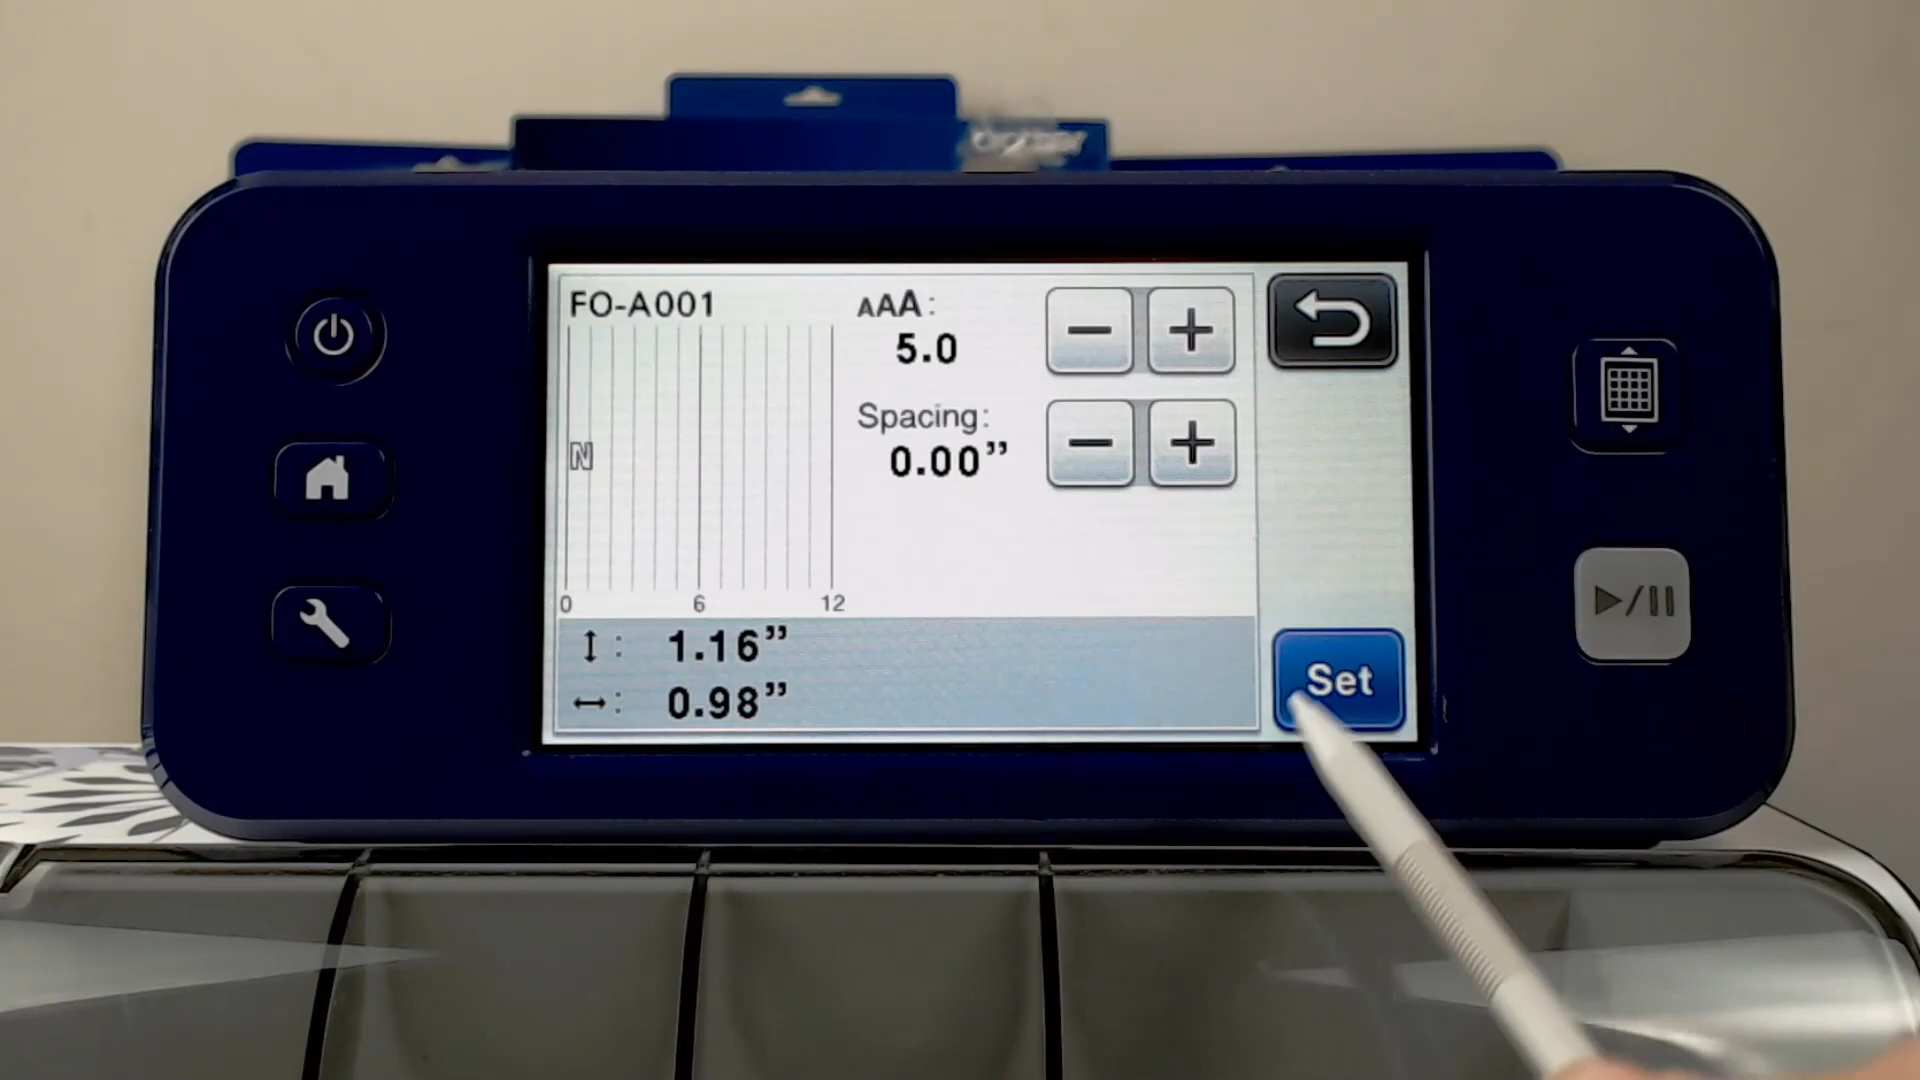 FO-A001
AAA:
5.0
Spacing:
0.00”
N
0 6 12
: 1.16”
: 0.98”
Set